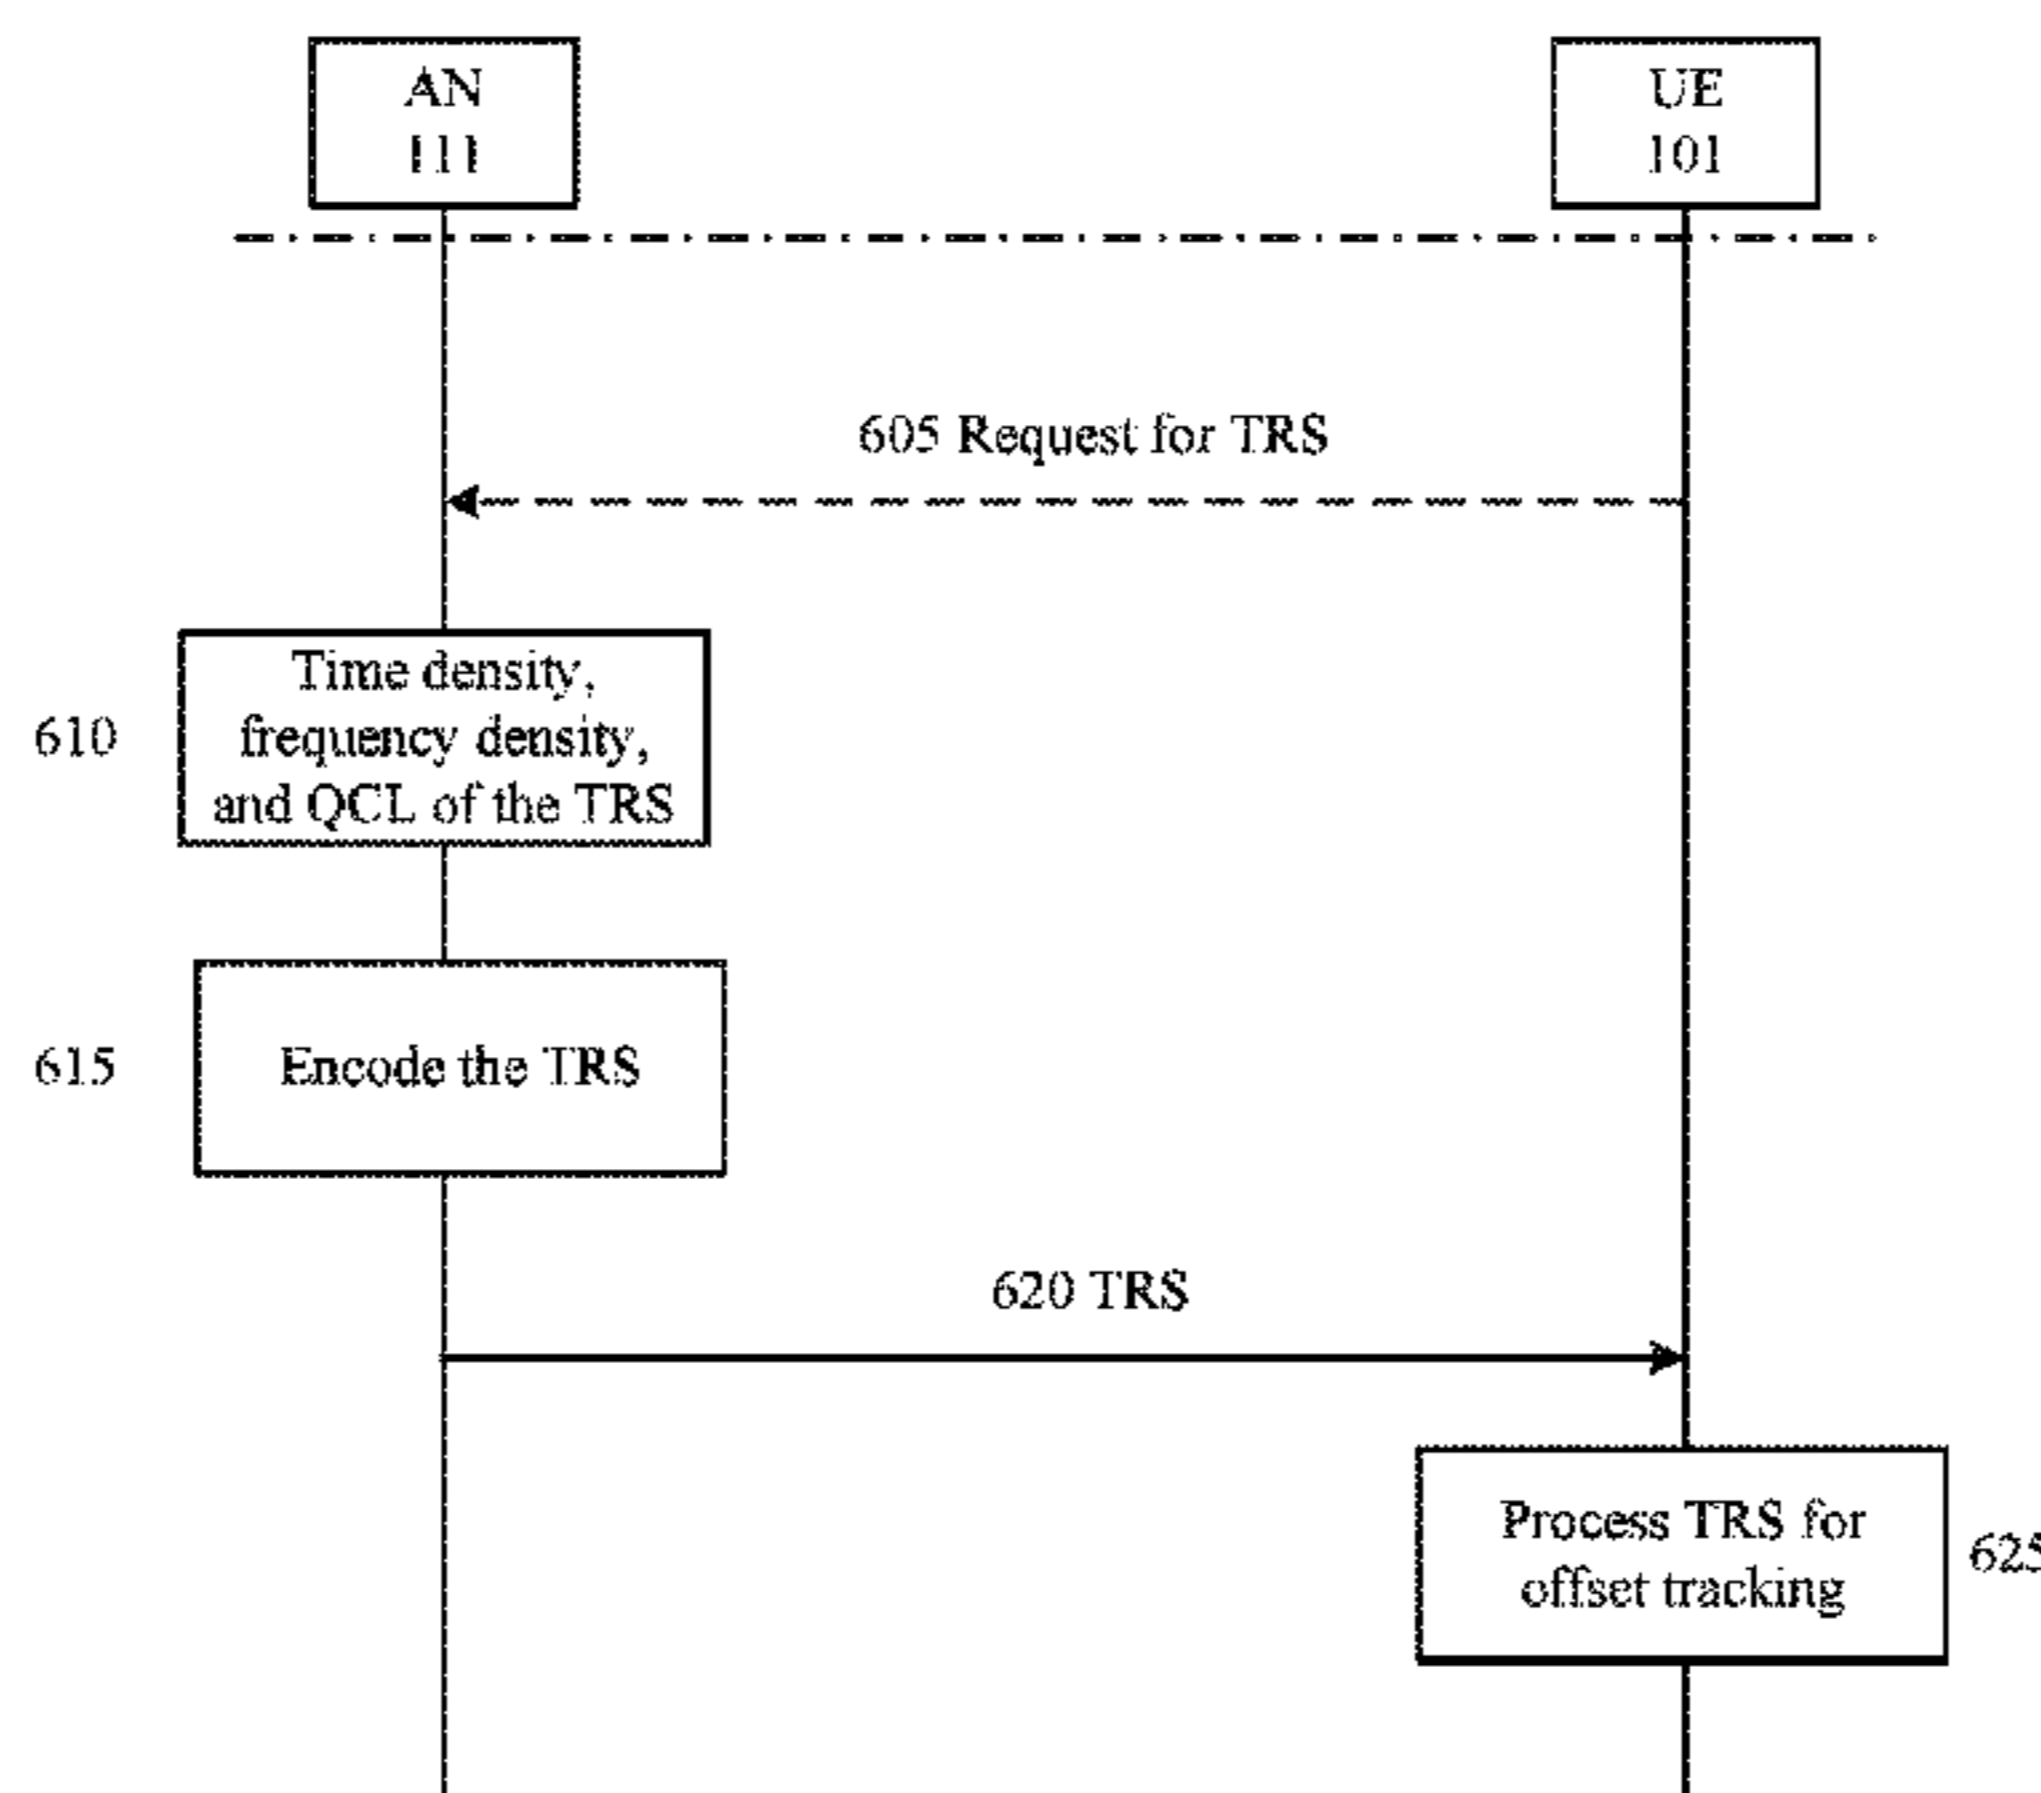 AN
111
UE
101
605 Request for TRS
610
Time density,
frequency density,
and QCL of the TRS
615
Encode the TRS
620 TRS
Process TRS for
offset tracking
625